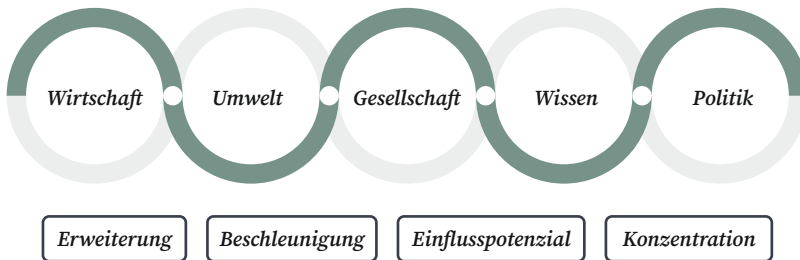 Wirtschaft Umwelt Gesellschaft Wissen Politik
Erweiterung Beschleunigung Einflusspotenzial Konzentration